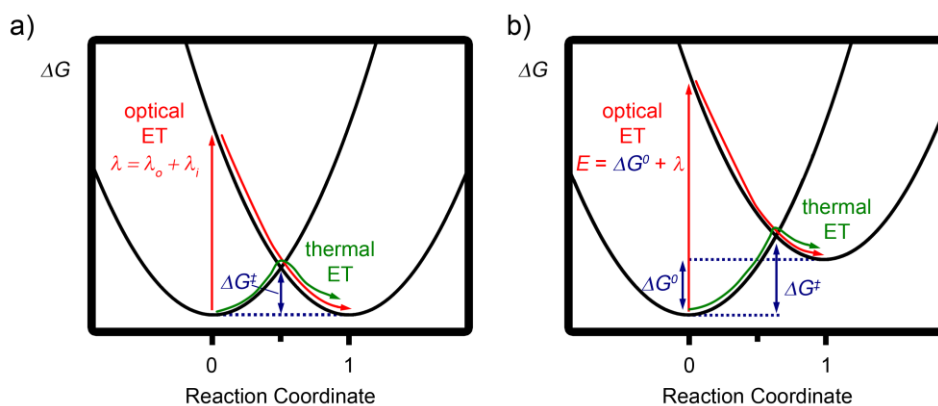 a)
ΔG
optical
ET
λ = λₒ + λᵢ
thermal
ET
ΔG‡
0
1
Reaction Coordinate
b)
ΔG
optical
ET
E = ΔG⁰ + λ
thermal
ET
ΔG⁰
ΔG‡
0
1
Reaction Coordinate